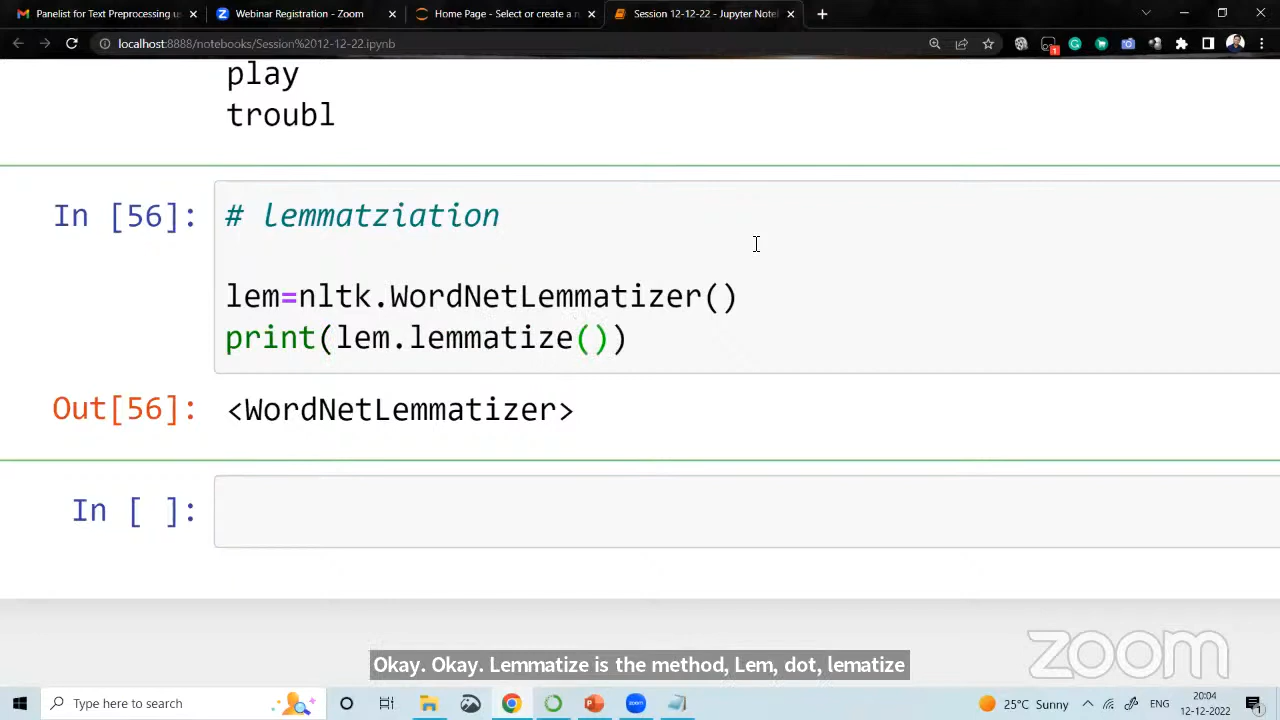 Panelist for Text Preprocessing us
Webinar Registration - Zoom
Home Page - Select or create a n
Session 12-12-22 - Jupyter Notel
localhost:8888/notebooks/Session%2012-12-22.ipynb
play
troubl
In [56]:
# lemmatziation
lem=nltk.WordNetLemmatizer()
print(lem.lemmatize())
Out[56]: <WordNetLemmatizer>
In [ ]:
zoom
Okay. Okay. Lemmatize is the method, Lem, dot, lematize
Type here to search
25°C Sunny
ENG
20:04
12-12-2022